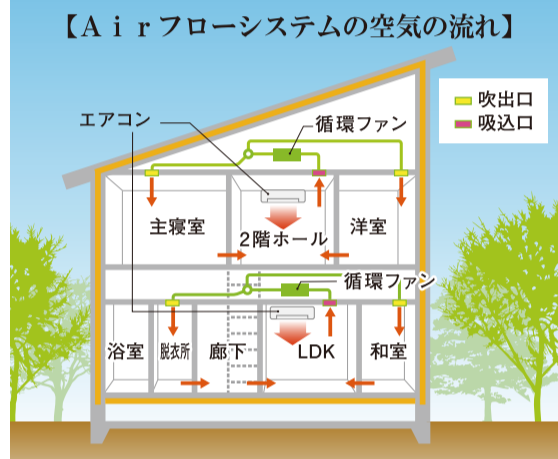 【Ａｉｒフローシステムの空気の流れ】
吹出口
吸込口
エアコン
循環ファン
主寝室
2階ホール
洋室
循環ファン
浴室
脱衣所
廊下
LDK
和室